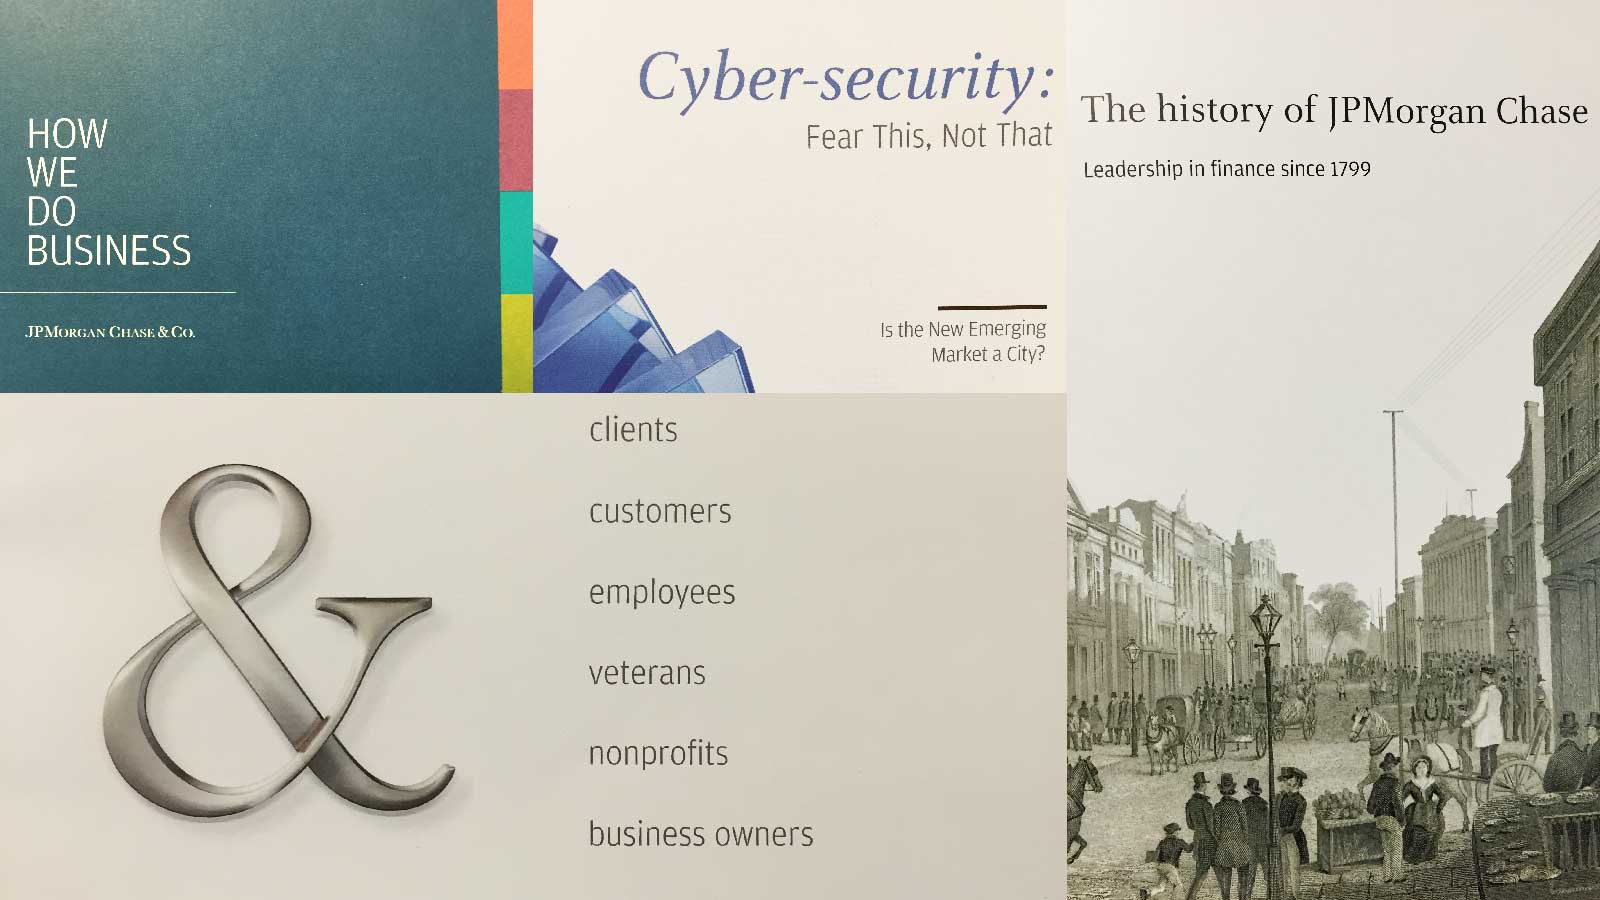 HOW
WE
DO
BUSINESS
JPMORGAN CHASE & CO.
Cyber-security:
Fear This, Not That
Is the New Emerging
Market a City?
The history of JPMorgan Chase
Leadership in finance since 1799
&
clients
customers
employees
veterans
nonprofits
business owners